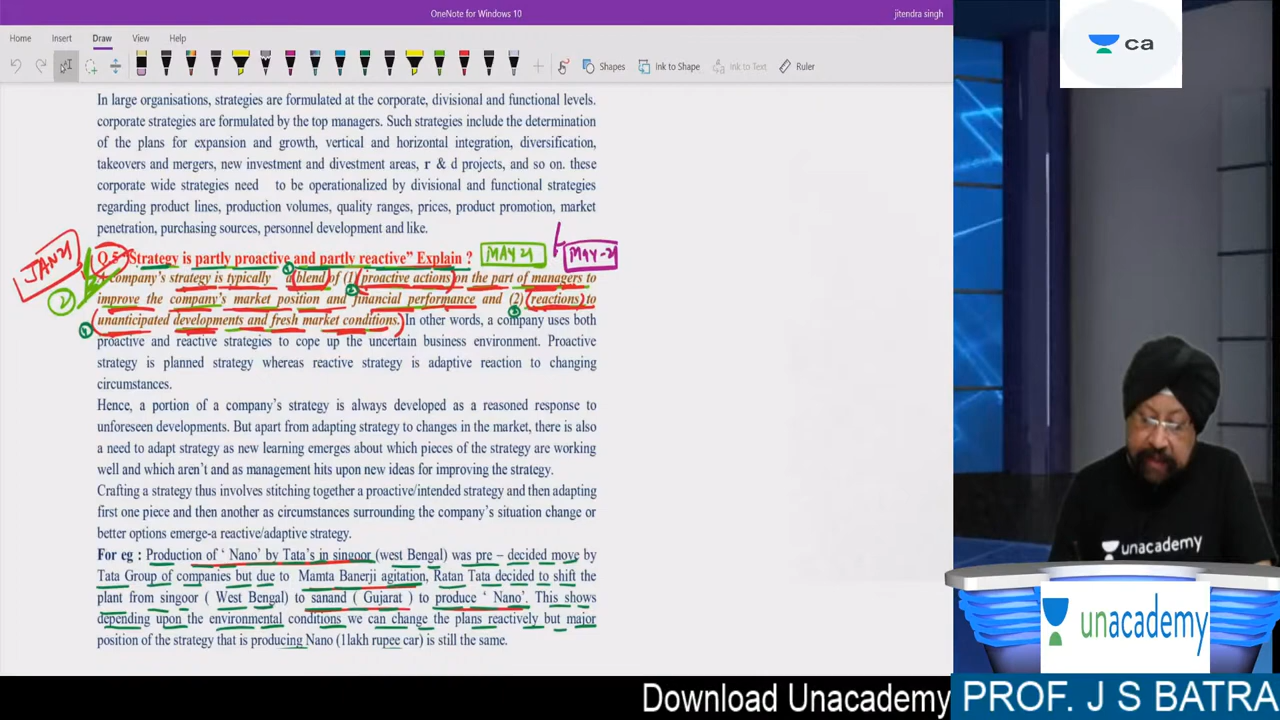 OneNote for Windows 10
jitendra singh
Home Insert Draw View Help
Shapes Ink to Shape Ink to Text Ruler
ca
In large organisations, strategies are formulated at the corporate, divisional and functional levels.
corporate strategies are formulated by the top managers. Such strategies include the determination
of the plans for expansion and growth, vertical and horizontal integration, diversification,
takeovers and mergers, new investment and divestment areas, r & d projects, and so on. these
corporate wide strategies need to be operationalized by divisional and functional strategies
regarding product lines, production volumes, quality ranges, prices, product promotion, market
penetration, purchasing sources, personnel development and like.
JAN 21
Q.5 "Strategy is partly proactive and partly reactive" Explain ? MAY 21 MAY-21
A company's strategy is typically a blend of (1) proactive actions on the part of managers to
improve the company's market position and financial performance and (2) reactions to
unanticipated developments and fresh market conditions. In other words, a company uses both
proactive and reactive strategies to cope up the uncertain business environment. Proactive
strategy is planned strategy whereas reactive strategy is adaptive reaction to changing
circumstances.
Hence, a portion of a company's strategy is always developed as a reasoned response to
unforeseen developments. But apart from adapting strategy to changes in the market, there is also
a need to adapt strategy as new learning emerges about which pieces of the strategy are working
well and which aren't and as management hits upon new ideas for improving the strategy.
Crafting a strategy thus involves stitching together a proactive/intended strategy and then adapting
first one piece and then another as circumstances surrounding the company's situation change or
better options emerge-a reactive/adaptive strategy.
For eg : Production of ' Nano' by Tata's in singoor (west Bengal) was pre – decided move by
Tata Group of companies but due to Mamta Banerji agitation, Ratan Tata decided to shift the
plant from singoor ( West Bengal) to sanand ( Gujarat ) to produce ' Nano'. This shows
depending upon the environmental conditions we can change the plans reactively but major
position of the strategy that is producing Nano (1lakh rupee car) is still the same.
unacademy
unacademy
Download Unacademy PROF. J S BATRA